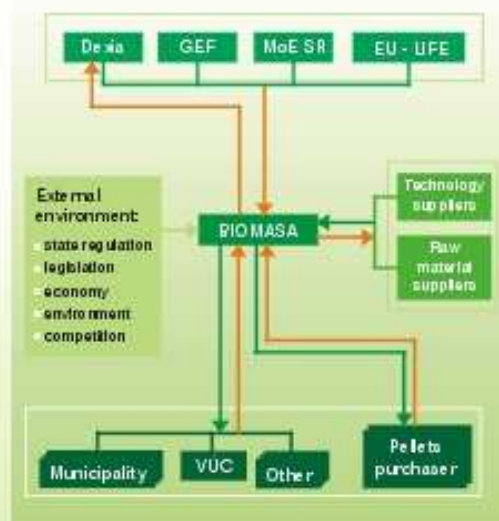 Dexia
GEF
MoE SR
EU - LIFE
External
environment:
state regulation
legislation
economy
environment
competition
BIOMASA
Technology
suppliers
Raw
material
suppliers
Municipality
VUC
Other
Pellets
purchaser